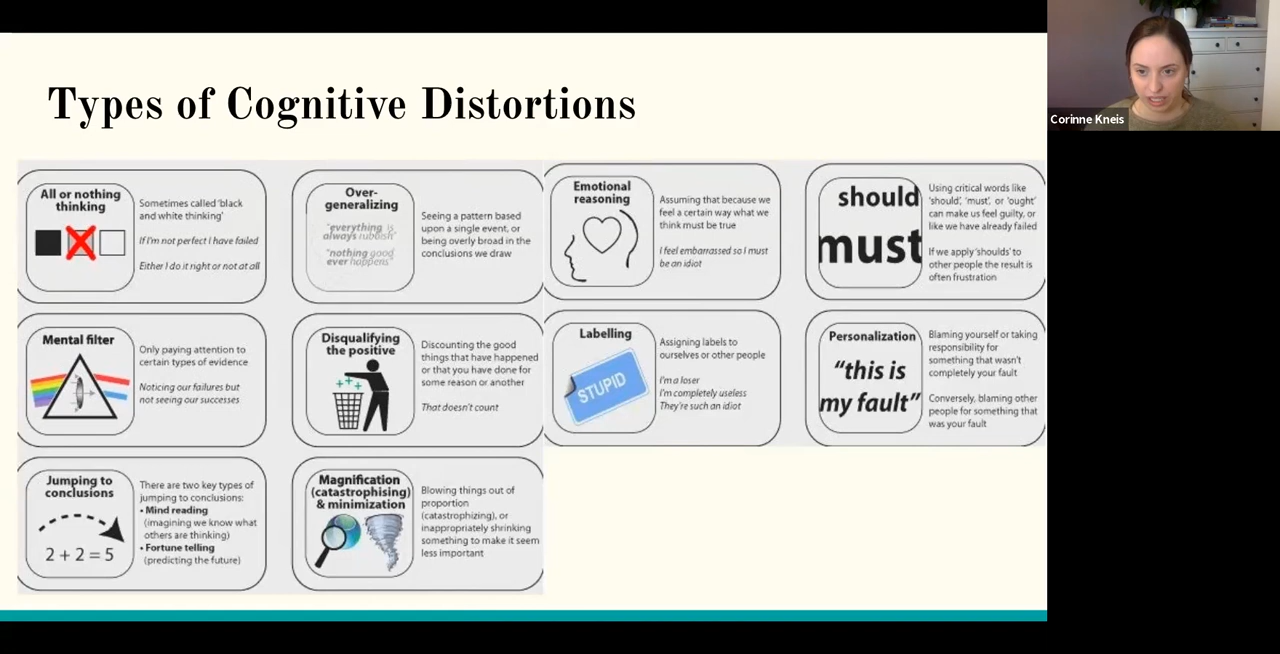 Types of Cognitive Distortions
Corinne Kneis
All or nothing
thinking
Sometimes called 'black
and white thinking'
If I'm not perfect I have failed
Either I do it right or not at all
Over-
generalizing
"everything is
always rubbish"
"nothing good
ever happens"
Seeing a pattern based
upon a single event, or
being overly broad in the
conclusions we draw
Emotional
reasoning
Assuming that because we
feel a certain way what we
think must be true
I feel embarrassed so I must
be an idiot
should
must
Using critical words like
'should', 'must', or 'ought'
can make us feel guilty, or
like we have already failed
If we apply 'shoulds' to
other people the result is
often frustration
Mental filter
Only paying attention to
certain types of evidence
Noticing our failures but
not seeing our successes
Disqualifying
the positive
Discounting the good
things that have happened
or that you have done for
some reason or another
That doesn't count
Labelling
STUPID
Assigning labels to
ourselves or other people
I'm a loser
I'm completely useless
They're such an idiot
Personalization
"this is
my fault"
Blaming yourself or taking
responsibility for
something that wasn't
completely your fault
Conversely, blaming other
people for something that
was your fault
Jumping to
conclusions
2 + 2 = 5
There are two key types of
jumping to conclusions:
• Mind reading
(imagining we know what
others are thinking)
• Fortune telling
(predicting the future)
Magnification
(catastrophising)
& minimization
Blowing things out of
proportion
(catastrophizing), or
inappropriately shrinking
something to make it seem
less important